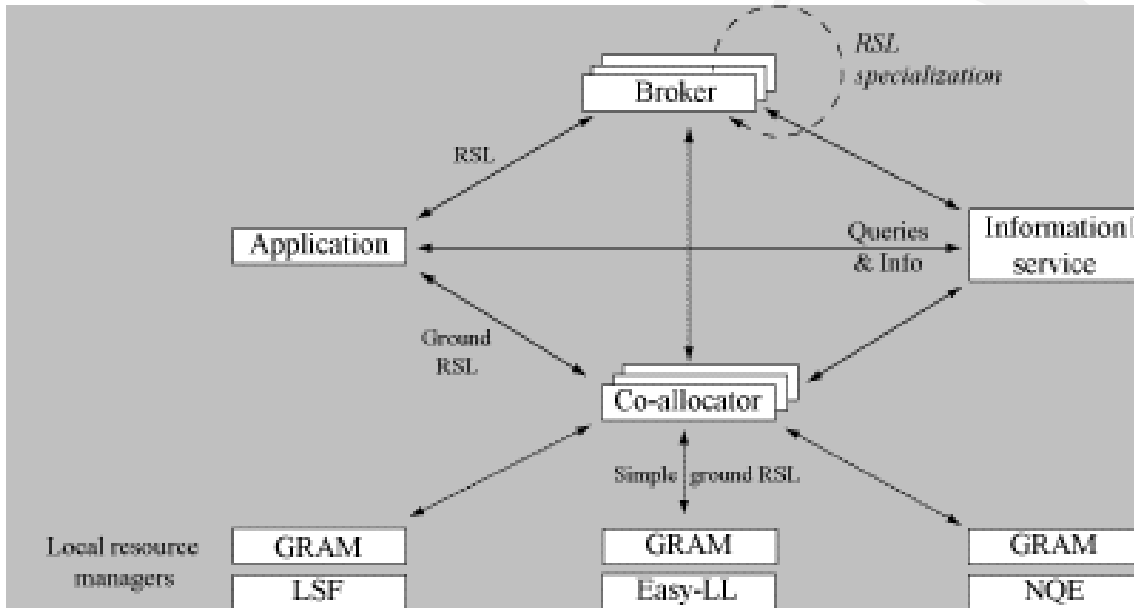 RSL
specialization
Broker
RSL
Application
Queries
& Info
Information
service
Ground
RSL
Co-allocator
Simple ground RSL
Local resource
managers
GRAM
GRAM
GRAM
LSF
Easy-LL
NQE